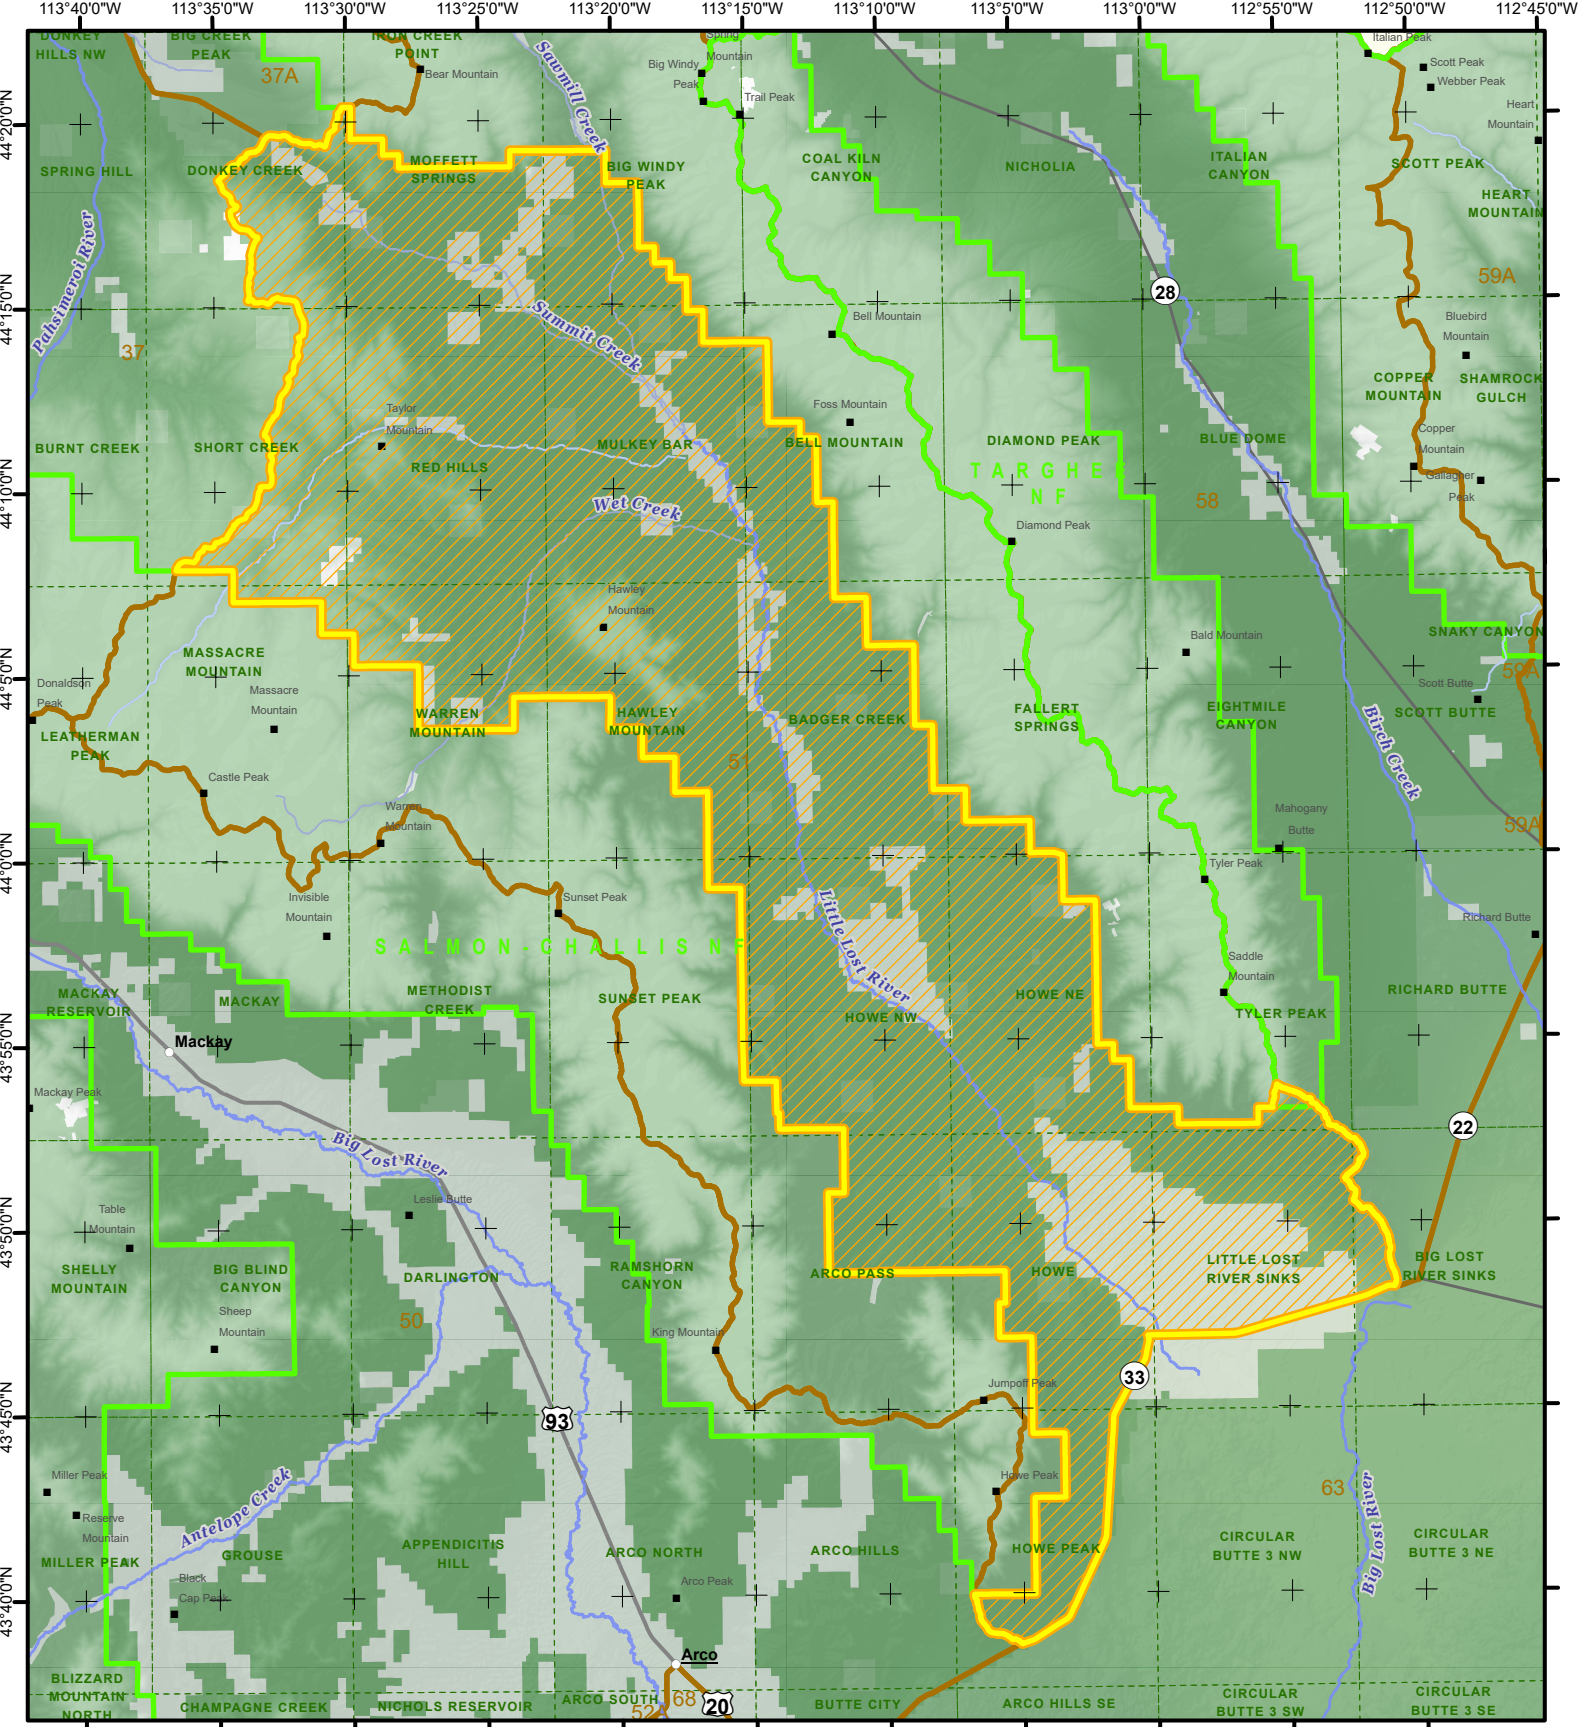 113°40'0"W
113°35'0"W
113°30'0"W
113°25'0"W
113°20'0"W
113°15'0"W
113°10'0"W
113°5'0"W
113°0'0"W
112°55'0"W
112°50'0"W
112°45'0"W
44°20'0"N
44°15'0"N
44°10'0"N
44°5'0"N
44°0'0"N
43°55'0"N
43°50'0"N
43°45'0"N
43°40'0"N
DONKEY
HILLS NW
BIG CREEK
PEAK
IRON CREEK
POINT
37A
Bear Mountain
Sawmill Creek
Spring
Mountain
Big Windy
Peak
Trail Peak
Italian Peak
Scott Peak
Webber Peak
Heart
Mountain
SPRING HILL
DONKEY CREEK
MOFFETT
SPRINGS
BIG WINDY
PEAK
COAL KILN
CANYON
NICHOLIA
ITALIAN
CANYON
SCOTT PEAK
HEART
MOUNTAIN
Pahsimeroi River
37
Summit Creek
Bell Mountain
28
59A
Bluebird
Mountain
COPPER
MOUNTAIN
SHAMROCK
GULCH
Taylor
Mountain
Foss Mountain
BURNT CREEK
SHORT CREEK
RED HILLS
MULKEY BAR
BELL MOUNTAIN
DIAMOND PEAK
BLUE DOME
Copper
Mountain
Gallagher
Peak
TARGHEE
NF
58
Wet Creek
Diamond Peak
Hawley
Mountain
Bald Mountain
SNAKY CANYON
59A
MASSACRE
MOUNTAIN
Massacre
Mountain
Donaldson
Peak
LEATHERMAN
PEAK
WARREN
MOUNTAIN
HAWLEY
MOUNTAIN
BADGER CREEK
FALLERT
SPRINGS
EIGHTMILE
CANYON
Scott Butte
SCOTT BUTTE
Birch Creek
51
Castle Peak
Warren
Mountain
Mahogany
Butte
59A
Tyler Peak
Invisible
Mountain
Sunset Peak
Little Lost River
Richard Butte
SALMON-CHALLIS NF
Saddle
Mountain
MACKAY
RESERVOIR
MACKAY
METHODIST
CREEK
SUNSET PEAK
HOWE NW
HOWE NE
TYLER PEAK
RICHARD BUTTE
Mackay
Mackay Peak
Big Lost River
22
Leslie Butte
Table
Mountain
SHELLY
MOUNTAIN
BIG BLIND
CANYON
DARLINGTON
RAMSHORN
CANYON
ARCO PASS
HOWE
LITTLE LOST
RIVER SINKS
BIG LOST
RIVER SINKS
Sheep
Mountain
50
King Mountain
33
Jumpoff Peak
93
Miller Peak
Reserve
Mountain
Antelope Creek
Howe Peak
63
Big Lost River
MILLER PEAK
GROUSE
APPENDICITIS
HILL
ARCO NORTH
ARCO HILLS
HOWE PEAK
CIRCULAR
BUTTE 3 NW
CIRCULAR
BUTTE 3 NE
Black
Cap Peak
Arco Peak
Arco
BLIZZARD
MOUNTAIN
NORTH
CHAMPAGNE CREEK
NICHOLS RESERVOIR
ARCO SOUTH
52A
68
20
BUTTE CITY
ARCO HILLS SE
CIRCULAR
BUTTE 3 SW
CIRCULAR
BUTTE 3 SE